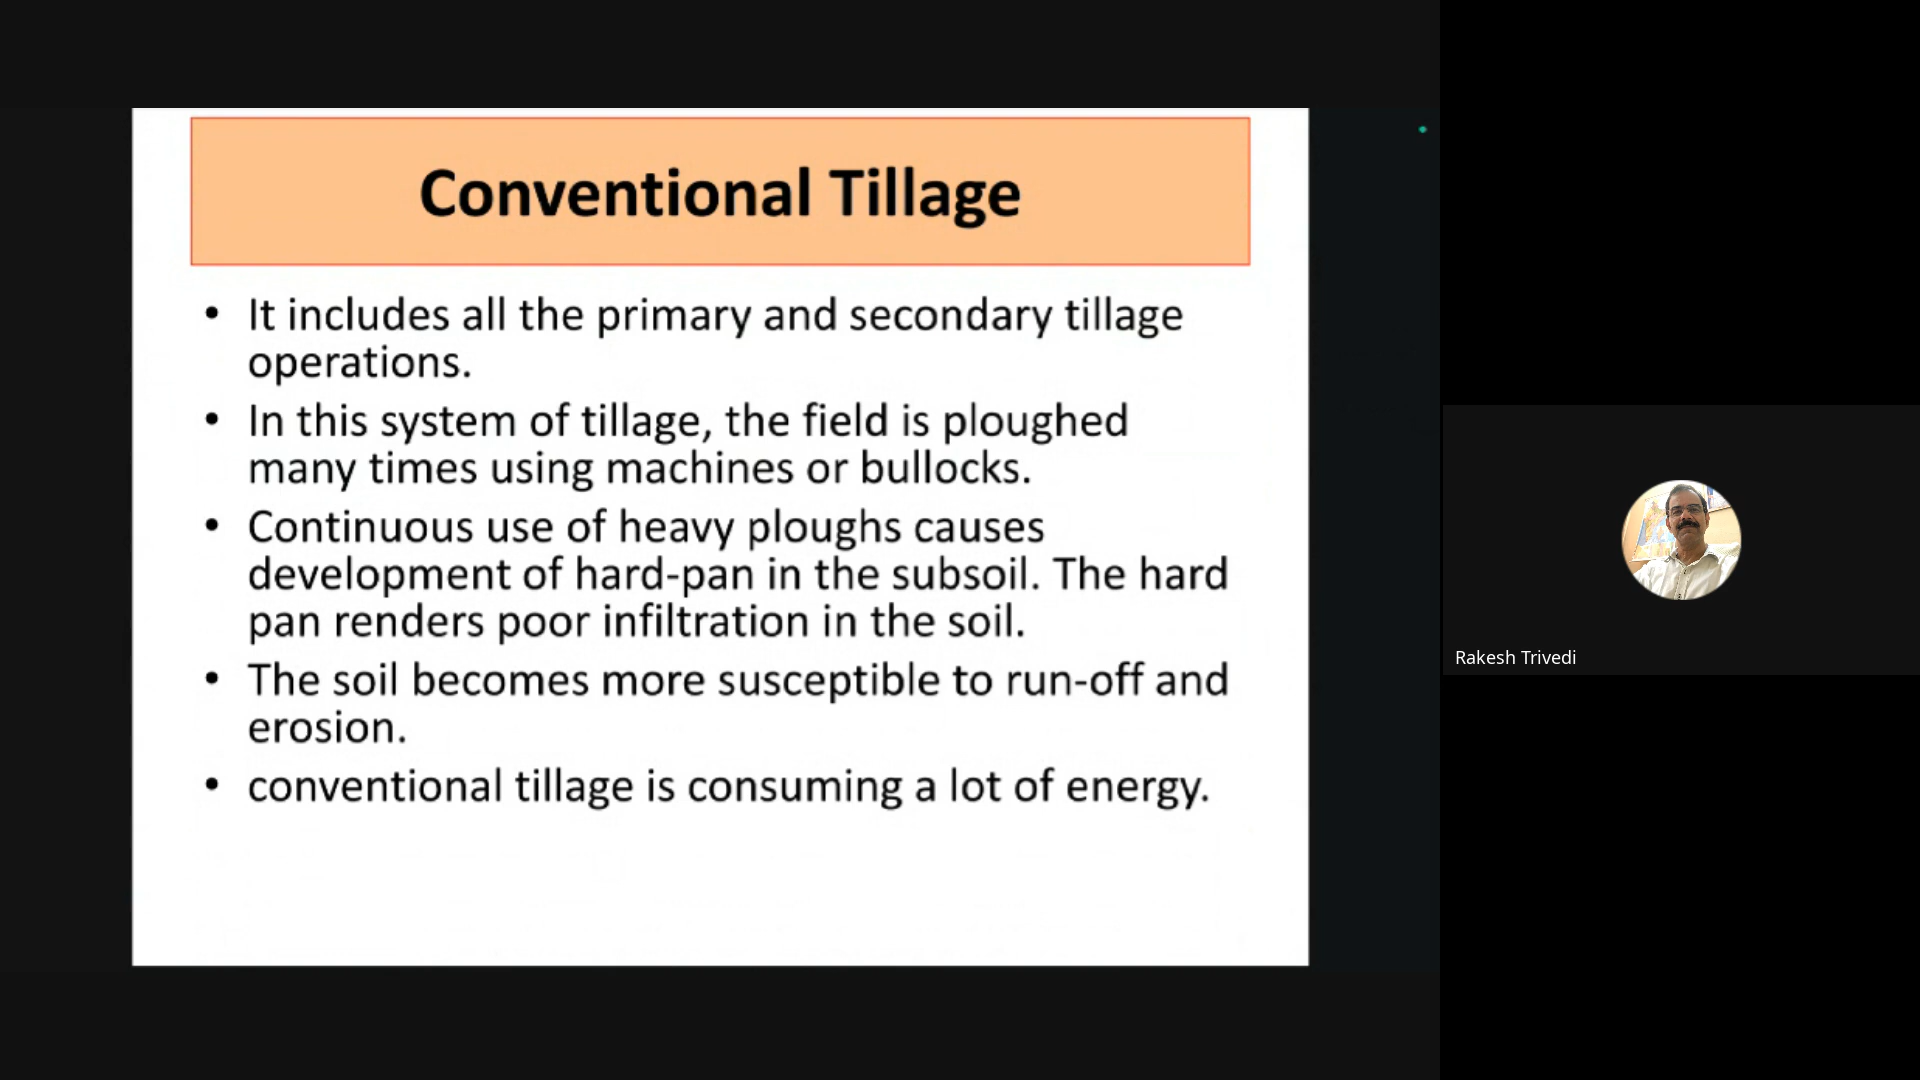 Conventional Tillage
• It includes all the primary and secondary tillage
operations.
• In this system of tillage, the field is ploughed
many times using machines or bullocks.
• Continuous use of heavy ploughs causes
development of hard-pan in the subsoil. The hard
pan renders poor infiltration in the soil.
• The soil becomes more susceptible to run-off and
erosion.
• conventional tillage is consuming a lot of energy.
Rakesh Trivedi